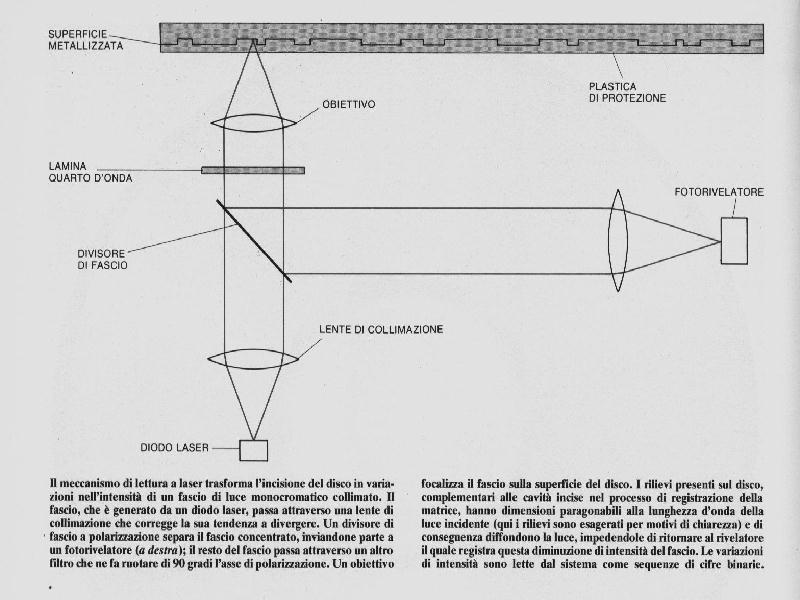 SUPERFICIE
METALLIZZATA
PLASTICA
DI PROTEZIONE
OBIETTIVO
LAMINA
QUARTO D'ONDA
FOTORIVELATORE
DIVISORE
DI FASCIO
LENTE DI COLLIMAZIONE
DIODO LASER
Il meccanismo di lettura a laser trasforma l'incisione del disco in varia-
zioni nell'intensità di un fascio di luce monocromatico collimato. Il
fascio, che è generato da un diodo laser, passa attraverso una lente di
collimazione che corregge la sua tendenza a divergere. Un divisore di
fascio a polarizzazione separa il fascio concentrato, inviandone parte a
un fotorivelatore (a destra); il resto del fascio passa attraverso un altro
filtro che ne fa ruotare di 90 gradi l'asse di polarizzazione. Un obiettivo
focalizza il fascio sulla superficie del disco. I rilievi presenti sul disco,
complementari alle cavità incise nel processo di registrazione della
matrice, hanno dimensioni paragonabili alla lunghezza d'onda della
luce incidente (qui i rilievi sono esagerati per motivi di chiarezza) e di
conseguenza diffondono la luce, impedendole di ritornare al rivelatore
il quale registra questa diminuzione di intensità del fascio. Le variazioni
di intensità sono lette dal sistema come sequenze di cifre binarie.